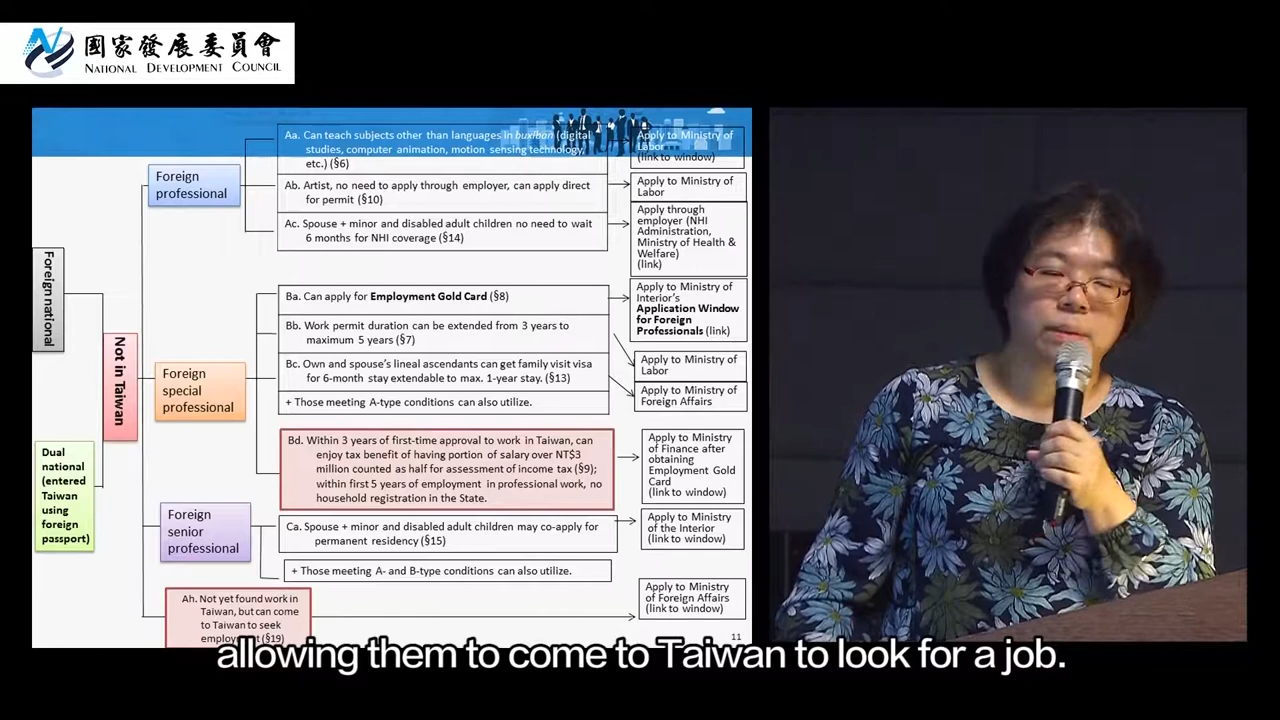 國家發展委員會
NATIONAL DEVELOPMENT COUNCIL
Foreign national
Dual
national
(entered
Taiwan
using
foreign
passport)
Not in Taiwan
Foreign
professional
Aa. Can teach subjects other than languages in buxiban (digital
studies, computer animation, motion sensing technology,
etc.) (§6)
Apply to Ministry of
Labor
(link to window)
Ab. Artist, no need to apply through employer, can apply direct
for permit (§10)
Apply to Ministry of
Labor
Ac. Spouse + minor and disabled adult children no need to wait
6 months for NHI coverage (§14)
Apply through
employer (NHI
Administration,
Ministry of Health &
Welfare)
(link)
Foreign
special
professional
Ba. Can apply for Employment Gold Card (§8)
Apply to Ministry of
Interior's
Application Window
for Foreign
Professionals (link)
Bb. Work permit duration can be extended from 3 years to
maximum 5 years (§7)
Apply to Ministry of
Labor
Bc. Own and spouse's lineal ascendants can get family visit visa
for 6-month stay extendable to max. 1-year stay. (§13)
Apply to Ministry of
Foreign Affairs
+ Those meeting A-type conditions can also utilize.
Bd. Within 3 years of first-time approval to work in Taiwan, can
enjoy tax benefit of having portion of salary over NT$3
million counted as half for assessment of income tax (§9);
within first 5 years of employment in professional work, no
household registration in the State.
Apply to Ministry
of Finance after
obtaining
Employment Gold
Card
(link to window)
Foreign
senior
professional
Ca. Spouse + minor and disabled adult children may co-apply for
permanent residency (§15)
Apply to Ministry
of the Interior
(link to window)
+ Those meeting A- and B-type conditions can also utilize.
Ah. Not yet found work in
Taiwan, but can come
to Taiwan to seek
employment (§19)
Apply to Ministry
of Foreign Affairs
(link to window)
11
allowing them to come to Taiwan to look for a job.